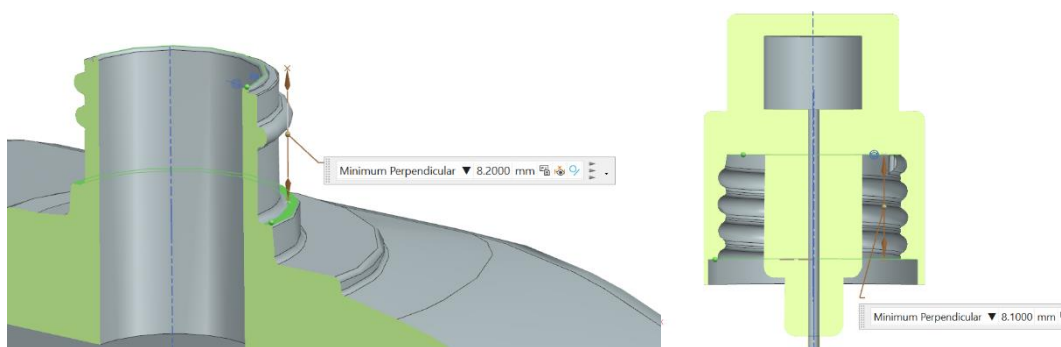 Minimum Perpendicular ▼ 8.2000 mm
Minimum Perpendicular ▼ 8.1000 mm